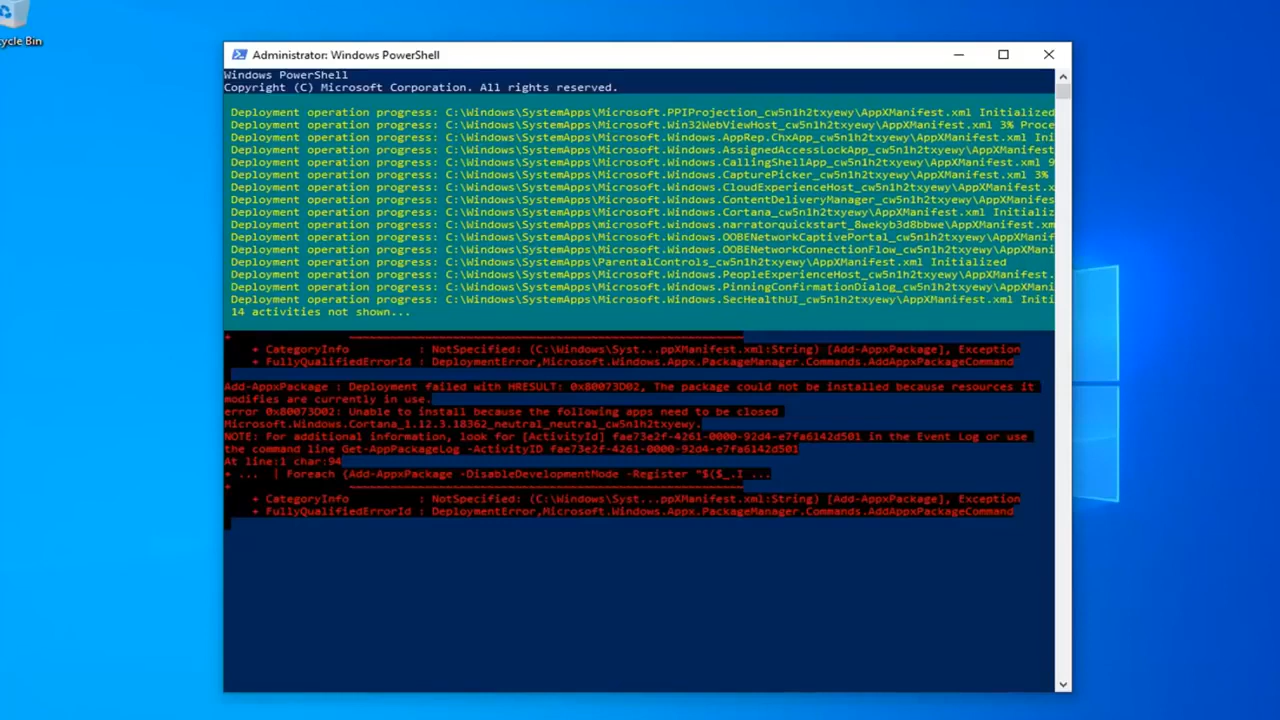 cycle Bin
Administrator: Windows PowerShell
Windows PowerShell
Copyright (C) Microsoft Corporation. All rights reserved.
Deployment operation progress: C:\Windows\SystemApps\Microsoft.PPIProjection_cw5n1h2txyewy\AppXManifest.xml Initialized
Deployment operation progress: C:\Windows\SystemApps\Microsoft.Win32WebViewHost_cw5n1h2txyewy\AppXManifest.xml 3% Proce
Deployment operation progress: C:\Windows\SystemApps\Microsoft.Windows.AppRep.ChxApp_cw5n1h2txyewy\AppXManifest.xml Ini
Deployment operation progress: C:\Windows\SystemApps\Microsoft.Windows.AssignedAccessLockApp_cw5n1h2txyewy\AppXManifest
Deployment operation progress: C:\Windows\SystemApps\Microsoft.Windows.CallingShellApp_cw5n1h2txyewy\AppXManifest.xml 9
Deployment operation progress: C:\Windows\SystemApps\Microsoft.Windows.CapturePicker_cw5n1h2txyewy\AppXManifest.xml 3%
Deployment operation progress: C:\Windows\SystemApps\Microsoft.Windows.CloudExperienceHost_cw5n1h2txyewy\AppXManifest.x
Deployment operation progress: C:\Windows\SystemApps\Microsoft.Windows.ContentDeliveryManager_cw5n1h2txyewy\AppXManifes
Deployment operation progress: C:\Windows\SystemApps\Microsoft.Windows.Cortana_cw5n1h2txyewy\AppXManifest.xml Initializ
Deployment operation progress: C:\Windows\SystemApps\Microsoft.Windows.narratorquickstart_8wekyb3d8bbwe\AppXManifest.xm
Deployment operation progress: C:\Windows\SystemApps\Microsoft.Windows.OOBENetworkCaptivePortal_cw5n1h2txyewy\AppXManif
Deployment operation progress: C:\Windows\SystemApps\Microsoft.Windows.OOBENetworkConnectionFlow_cw5n1h2txyewy\AppXMani
Deployment operation progress: C:\Windows\SystemApps\ParentalControls_cw5n1h2txyewy\AppXManifest.xml Initialized
Deployment operation progress: C:\Windows\SystemApps\Microsoft.Windows.PeopleExperienceHost_cw5n1h2txyewy\AppXManifest.
Deployment operation progress: C:\Windows\SystemApps\Microsoft.Windows.PinningConfirmationDialog_cw5n1h2txyewy\AppXMani
Deployment operation progress: C:\Windows\SystemApps\Microsoft.Windows.SecHealthUI_cw5n1h2txyewy\AppXManifest.xml Initi
14 activities not shown...
+ ~~~~~~~~~~~~~~~~~~~~~~~~~~~~~~~~~~~~~~~~~~~~~~~~~~~~~~~~~
+ CategoryInfo : NotSpecified: (C:\Windows\Syst...ppXManifest.xml:String) [Add-AppxPackage], Exception
+ FullyQualifiedErrorId : DeploymentError,Microsoft.Windows.Appx.PackageManager.Commands.AddAppxPackageCommand
Add-AppxPackage : Deployment failed with HRESULT: 0x80073D02, The package could not be installed because resources it
modifies are currently in use.
error 0x80073D02: Unable to install because the following apps need to be closed
Microsoft.Windows.Cortana_1.12.3.18362_neutral_neutral_cw5n1h2txyewy.
NOTE: For additional information, look for [ActivityId] fae73e2f-4261-0000-92d4-e7fa6142d501 in the Event Log or use
the command line Get-AppPackageLog -ActivityID fae73e2f-4261-0000-92d4-e7fa6142d501
At line:1 char:94
+ ... | Foreach {Add-AppxPackage -DisableDevelopmentMode -Register "$($_.I ...
+ ~~~~~~~~~~~~~~~~~~~~~~~~~~~~~~~~~~~~~~~~~~~~~~~~~~~~~~~~~
+ CategoryInfo : NotSpecified: (C:\Windows\Syst...ppXManifest.xml:String) [Add-AppxPackage], Exception
+ FullyQualifiedErrorId : DeploymentError,Microsoft.Windows.Appx.PackageManager.Commands.AddAppxPackageCommand